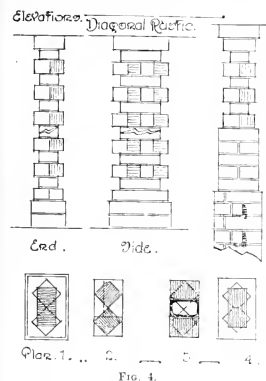 Elevations. Diagonal Rustic.
End. Side.
Plan. 1. .. 2. — 3 — 4.
FIG. 4.